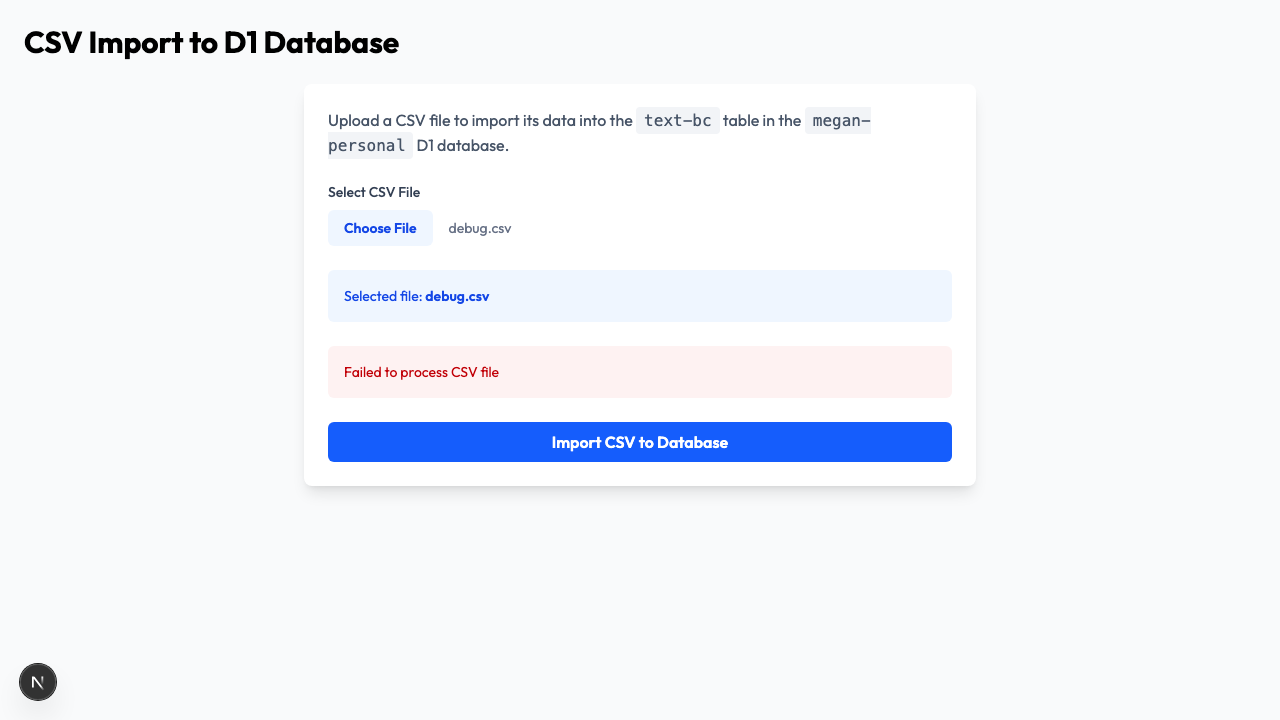 CSV Import to D1 Database
Upload a CSV file to import its data into the text-bc table in the megan-
personal D1 database.
Select CSV File
Choose File debug.csv
Selected file: debug.csv
Failed to process CSV file
Import CSV to Database
N